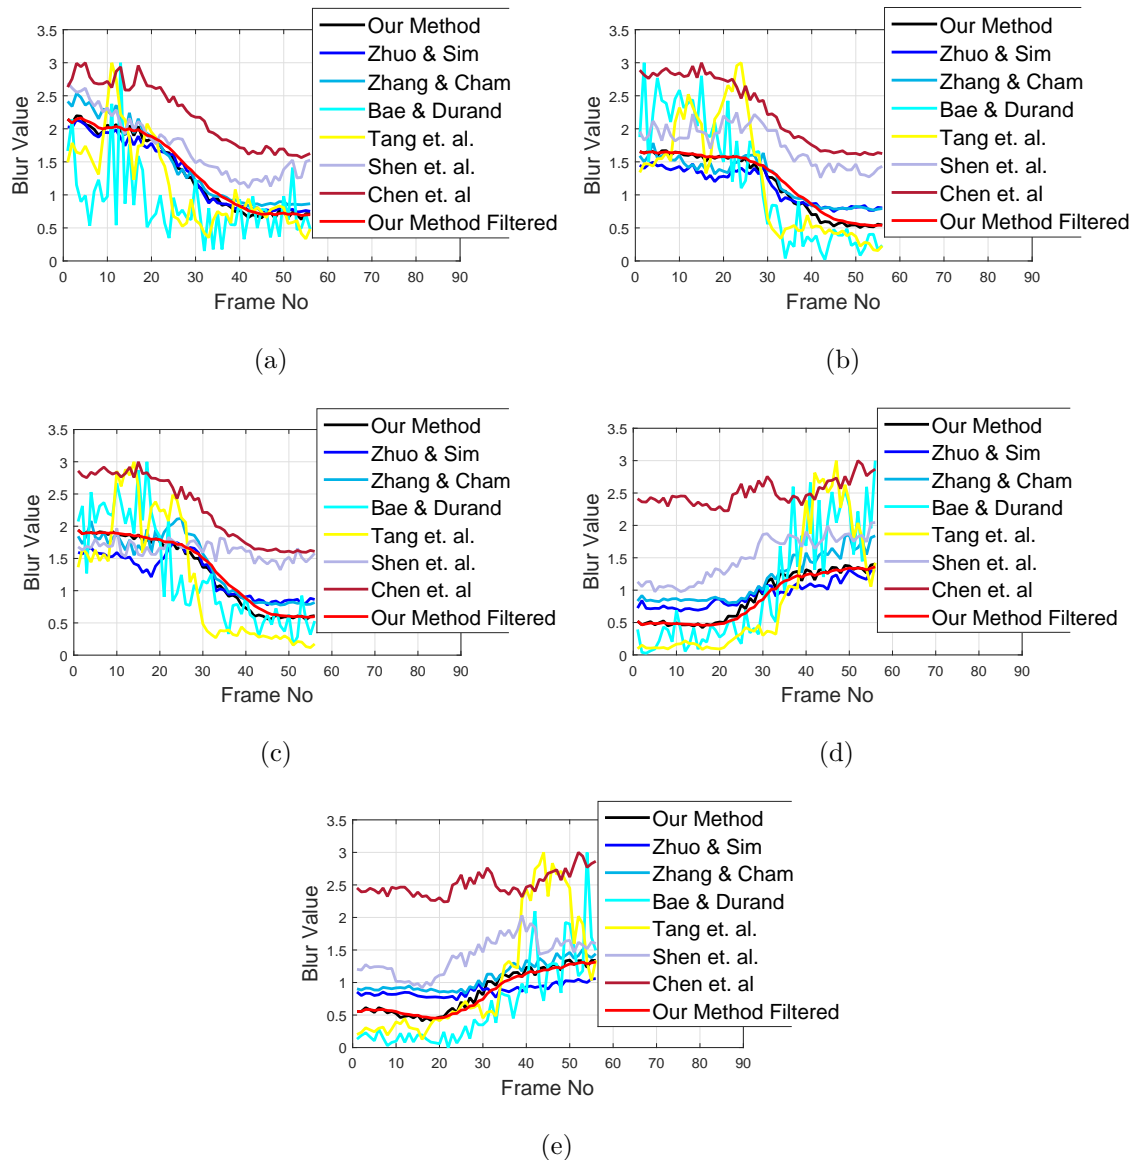 Our Method
Zhuo & Sim
Zhang & Cham
Bae & Durand
Tang et. al.
Shen et. al.
Chen et. al
Our Method Filtered
3.5
3
2.5
2
1.5
1
0.5
0
Blur Value
0 10 20 30 40 50 60 70 80 90
Frame No
(a)
Our Method
Zhuo & Sim
Zhang & Cham
Bae & Durand
Tang et. al.
Shen et. al.
Chen et. al
Our Method Filtered
3.5
3
2.5
2
1.5
1
0.5
0
Blur Value
0 10 20 30 40 50 60 70 80 90
Frame No
(b)
Our Method
Zhuo & Sim
Zhang & Cham
Bae & Durand
Tang et. al.
Shen et. al.
Chen et. al
Our Method Filtered
3.5
3
2.5
2
1.5
1
0.5
0
Blur Value
0 10 20 30 40 50 60 70 80 90
Frame No
(c)
Our Method
Zhuo & Sim
Zhang & Cham
Bae & Durand
Tang et. al.
Shen et. al.
Chen et. al
Our Method Filtered
3.5
3
2.5
2
1.5
1
0.5
0
Blur Value
0 10 20 30 40 50 60 70 80 90
Frame No
(d)
Our Method
Zhuo & Sim
Zhang & Cham
Bae & Durand
Tang et. al.
Shen et. al.
Chen et. al
Our Method Filtered
3.5
3
2.5
2
1.5
1
0.5
0
Blur Value
0 10 20 30 40 50 60 70 80 90
Frame No
(e)